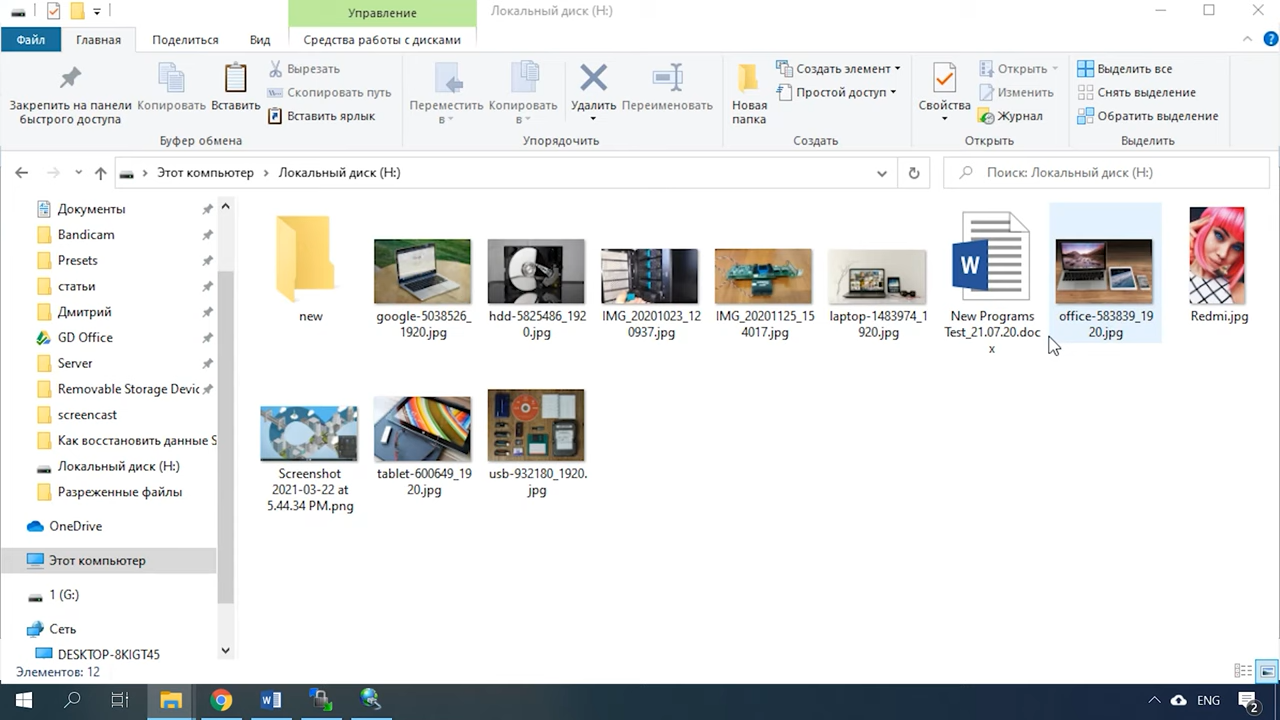 Управление
Локальный диск (H:)
Файл
Главная
Поделиться
Вид
Средства работы с дисками
Закрепить на панели
быстрого доступа
Копировать
Вставить
Вырезать
Скопировать путь
Вставить ярлык
Буфер обмена
Переместить
в
Копировать
в
Удалить
Переименовать
Упорядочить
Новая
папка
Создать элемент
Простой доступ
Создать
Свойства
Открыть
Изменить
Журнал
Открыть
Выделить все
Снять выделение
Обратить выделение
Выделить
Этот компьютер
Локальный диск (H:)
Поиск: Локальный диск (H:)
Документы
Bandicam
Presets
статьи
Дмитрий
GD Office
Server
Removable Storage Devic
screencast
Как восстановить данные S
Локальный диск (H:)
Разреженные файлы
OneDrive
Этот компьютер
1 (G:)
Сеть
DESKTOP-8KIGT45
new
google-5038526_
1920.jpg
hdd-5825486_192
0.jpg
IMG_20201023_12
0937.jpg
IMG_20201125_15
4017.jpg
laptop-1483974_1
920.jpg
W
New Programs
Test_21.07.20.doc
x
office-583839_19
20.jpg
Redmi.jpg
Screenshot
2021-03-22 at
5.44.34 PM.png
tablet-600649_19
20.jpg
usb-932180_1920.
jpg
Элементов: 12
W
ENG
2